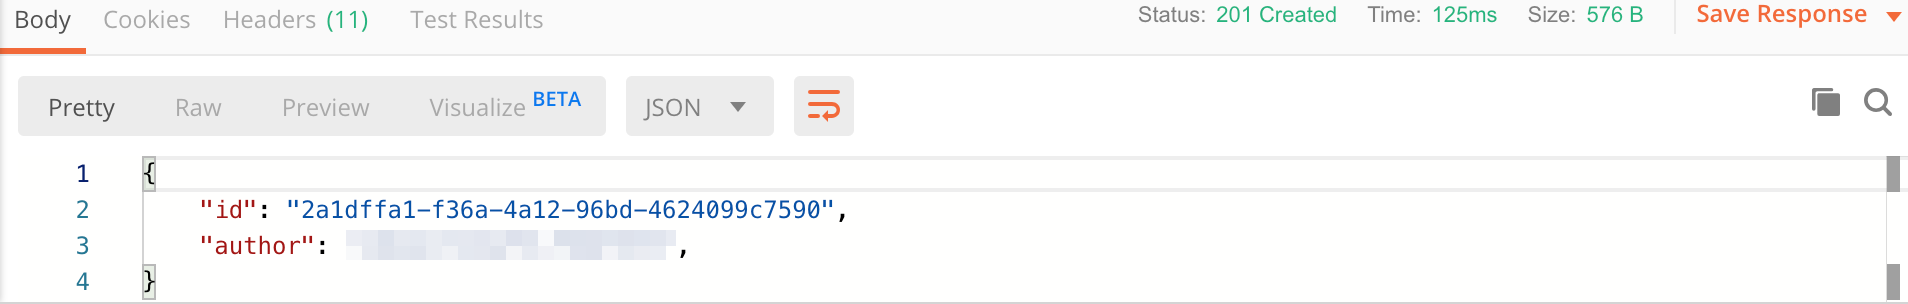 Body Cookies Headers (11) Test Results Status: 201 Created Time: 125ms Size: 576 B Save Response
Pretty Raw Preview Visualize BETA JSON
1 {
2 "id": "2a1dffa1-f36a-4a12-96bd-4624099c7590",
3 "author": ,
4 }